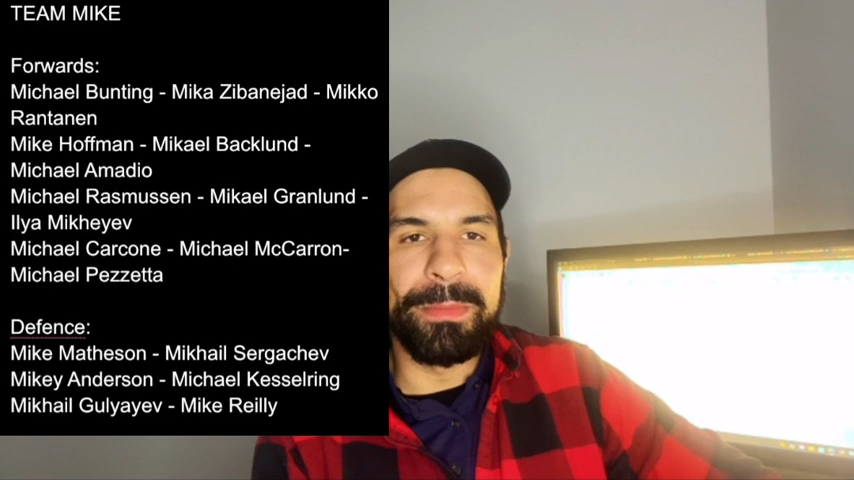 TEAM MIKE
Forwards:
Michael Bunting - Mika Zibanejad - Mikko
Rantanen
Mike Hoffman - Mikael Backlund -
Michael Amadio
Michael Rasmussen - Mikael Granlund -
Ilya Mikheyev
Michael Carcone - Michael McCarron-
Michael Pezzetta
Defence:
Mike Matheson - Mikhail Sergachev
Mikey Anderson - Michael Kesselring
Mikhail Gulyayev - Mike Reilly